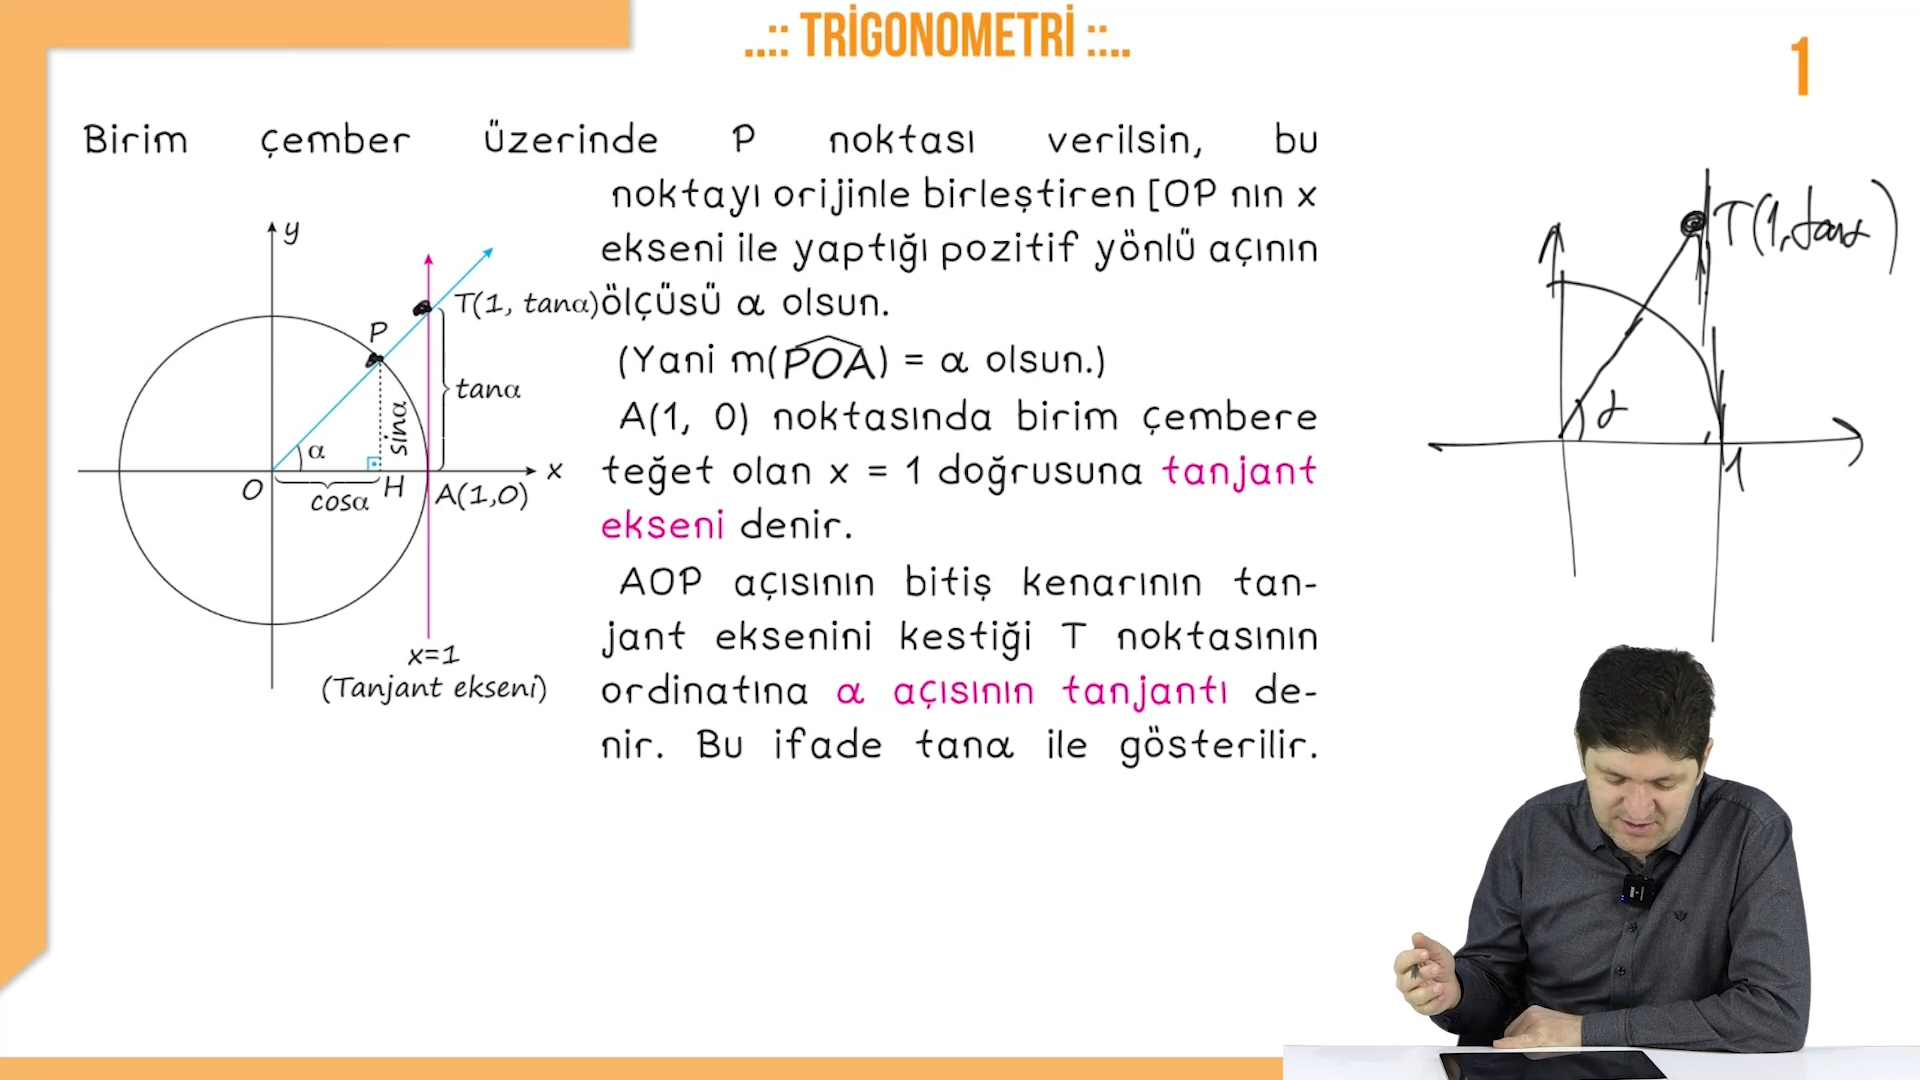 ..:: TRİGONOMETRİ ::..
1
Birim çember üzerinde P noktası verilsin, bu
noktayı orijinle birleştiren [OP nın x
ekseni ile yaptığı pozitif yönlü açının
ölçüsü α olsun.
(Yani m(POA) = α olsun.)
A(1, 0) noktasında birim çembere
teğet olan x = 1 doğrusuna tanjant
ekseni denir.
AOP açısının bitiş kenarının tan-
jant eksenini kestiği T noktasının
ordinatına α açısının tanjantı de-
nir. Bu ifade tanα ile gösterilir.
y
T(1, tanα)
P
tanα
sinα
α
x
O
cosα
H
A(1,0)
x=1
(Tanjant ekseni)
T(1, tanα)
α
1